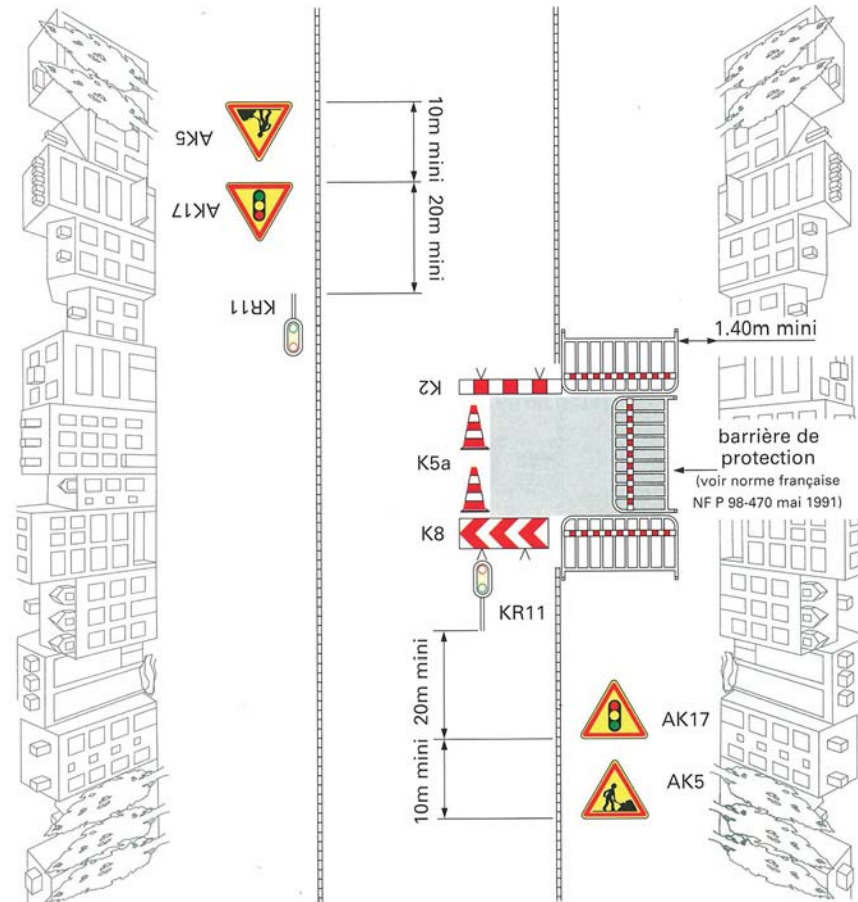 AK5
10m mini
AK17
20m mini
KR11
1.40m mini
K2
barrière de
protection
(voir norme française
NF P 98-470 mai 1991)
K5a
K8
KR11
20m mini
AK17
10m mini
AK5